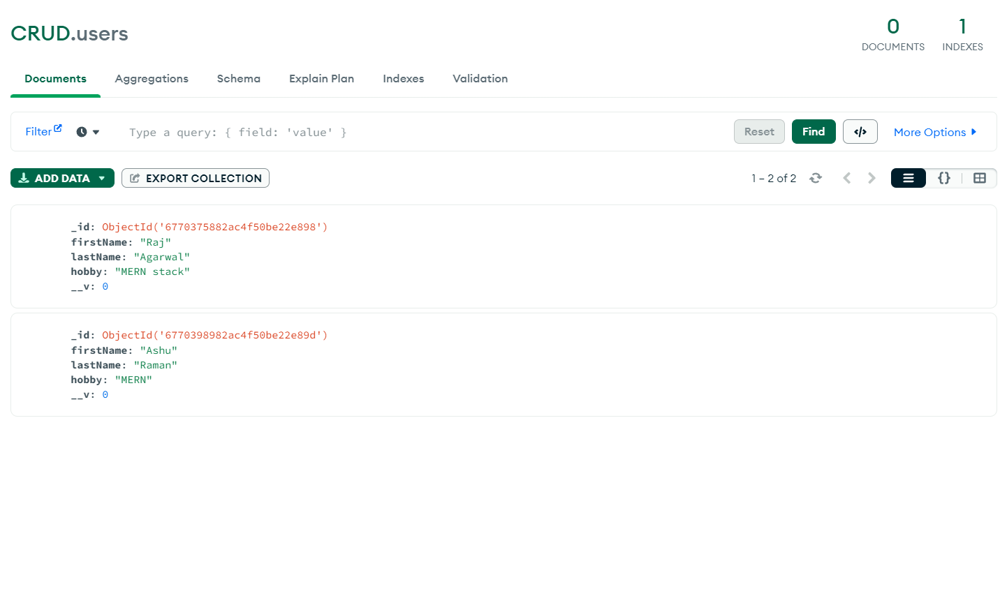 CRUD.users
0 DOCUMENTS
1 INDEXES
Documents Aggregations Schema Explain Plan Indexes Validation
Filter Type a query: { field: 'value' } Reset Find </> More Options
ADD DATA EXPORT COLLECTION 1 – 2 of 2 {}
_id: ObjectId('6770375882ac4f50be22e898')
firstName: "Raj"
lastName: "Agarwal"
hobby: "MERN stack"
__v: 0
_id: ObjectId('6770398982ac4f50be22e89d')
firstName: "Ashu"
lastName: "Raman"
hobby: "MERN"
__v: 0